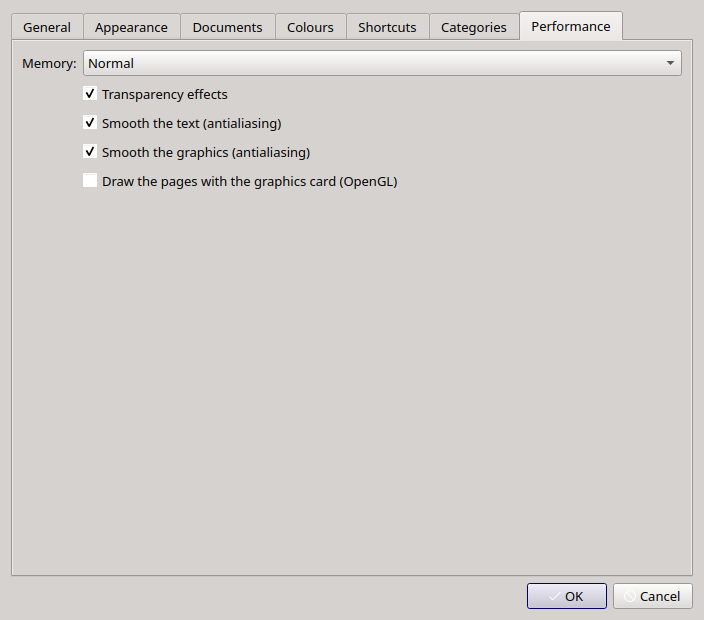 General Appearance Documents Colours Shortcuts Categories Performance
Memory: Normal
Transparency effects
Smooth the text (antialiasing)
Smooth the graphics (antialiasing)
Draw the pages with the graphics card (OpenGL)
OK Cancel